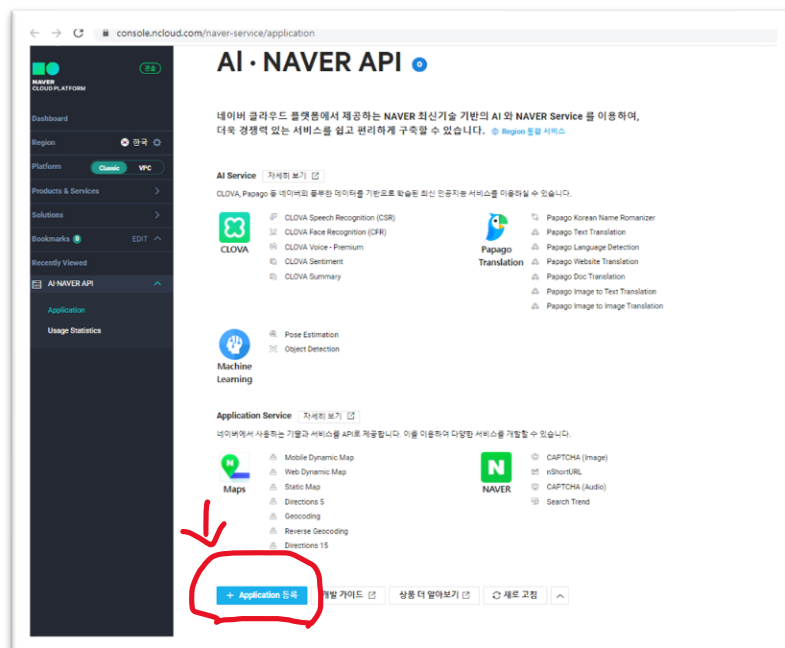 console.ncloud.com/naver-service/application
NAVER
CLOUD PLATFORM
Dashboard
Region
한국
Platform
Classic
VPC
Products & Services
Solutions
Bookmarks
EDIT
Recently Viewed
AI·NAVER API
Application
Usage Statistics
AI · NAVER API
네이버 클라우드 플랫폼에서 제공하는 NAVER 최신기술 기반의 AI 와 NAVER Service 를 이용하여,
더욱 경쟁력 있는 서비스를 쉽고 편리하게 구축할 수 있습니다. Region 통합 서비스
AI Service 자세히 보기
CLOVA, Papago 등 네이버의 풍부한 데이터를 기반으로 학습된 최신 인공지능 서비스를 이용하실 수 있습니다.
CLOVA
CLOVA Speech Recognition (CSR)
CLOVA Face Recognition (CFR)
CLOVA Voice - Premium
CLOVA Sentiment
CLOVA Summary
Papago
Translation
Papago Korean Name Romanizer
Papago Text Translation
Papago Language Detection
Papago Website Translation
Papago Doc Translation
Papago Image to Text Translation
Papago Image to Image Translation
Machine
Learning
Pose Estimation
Object Detection
Application Service 자세히 보기
네이버에서 사용하는 기술과 서비스를 API로 제공합니다. 이를 이용하여 다양한 서비스를 개발할 수 있습니다.
Maps
Mobile Dynamic Map
Web Dynamic Map
Static Map
Directions 5
Geocoding
Reverse Geocoding
Directions 15
N
NAVER
CAPTCHA (Image)
nShortURL
CAPTCHA (Audio)
Search Trend
+ Application 등록
개발 가이드
상품 더 알아보기
새로 고침